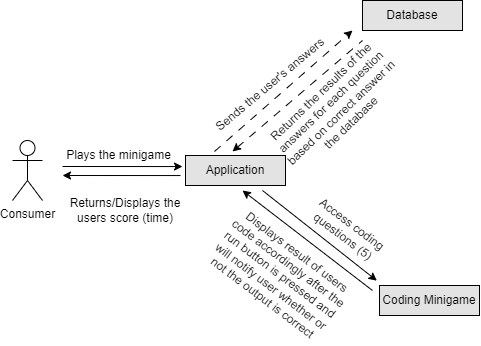 Database
Sends the user's answers
Returns the results of the
answers for each question
based on correct answer in
the database
Plays the minigame
Application
Consumer
Returns/Displays the
users score (time)
Access coding
questions (5)
Displays result of users
code accordingly after the
run button is pressed and
will notify user whether or
not the output is correct
Coding Minigame